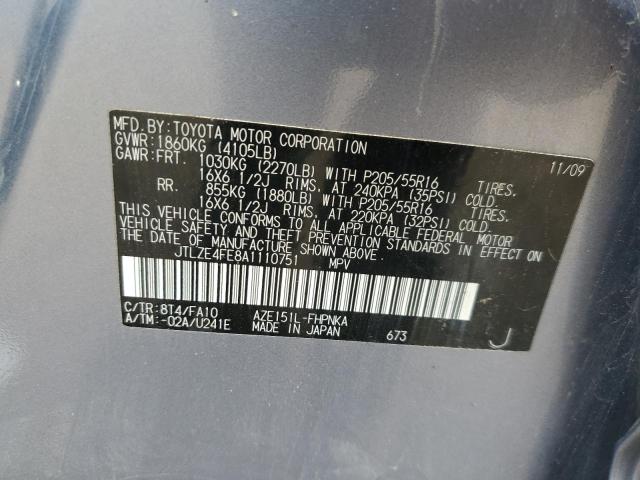 MFD.BY:TOYOTA MOTOR CORPORATION 11/09
GVWR:1860KG (4105LB)
GAWR:FRT. 1030KG (2270LB) WITH P205/55R16 TIRES,
16X6 1/2J RIMS, AT 240KPA (35PSI) COLD.
RR. 855KG (1880LB) WITH P205/55R16 TIRES,
16X6 1/2J RIMS, AT 220KPA (32PSI) COLD.
THIS VEHICLE CONFORMS TO ALL APPLICABLE FEDERAL MOTOR
VEHICLE SAFETY AND THEFT PREVENTION STANDARDS IN EFFECT ON
THE DATE OF MANUFACTURE SHOWN ABOVE.
JTLZE4FE8A1110751 MPV
C/TR:8T4/FA10 AZE151L-FHPNKA
A/TM:-02A/U241E MADE IN JAPAN 673 J